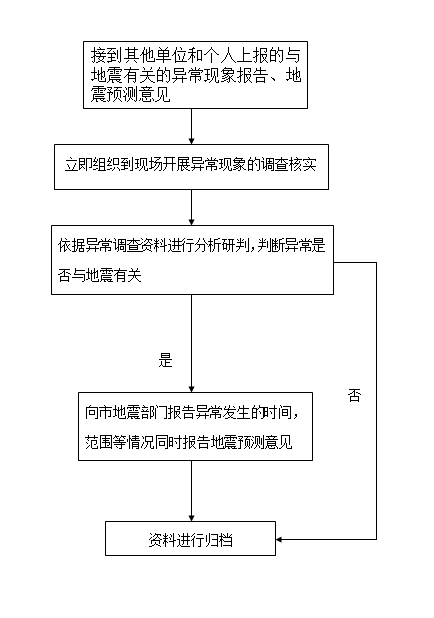 接到其他单位和个人上报的与
地震有关的异常现象报告、地
震预测意见
立即组织到现场开展异常现象的调查核实
依据异常调查资料进行分析研判,判断异常是
否与地震有关
是
否
向市地震部门报告异常发生的时间,
范围等情况同时报告地震预测意见
资料进行归档